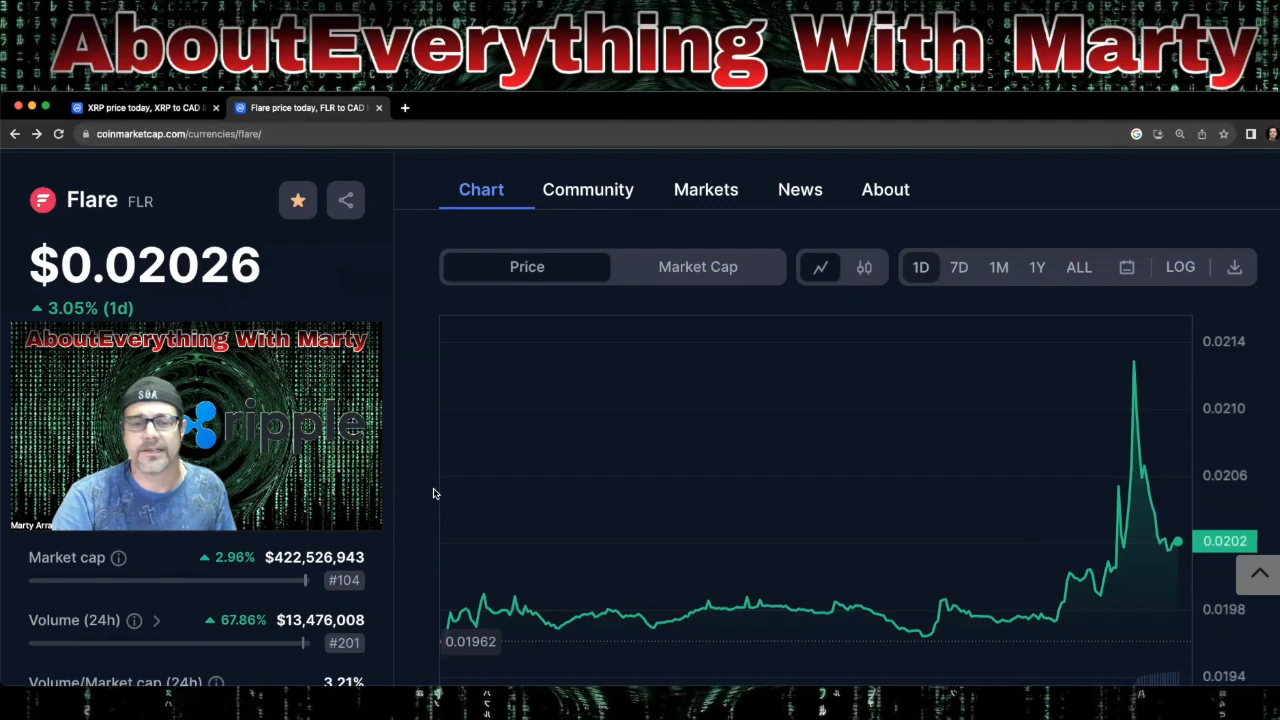 AboutEverything With Marty
XRP price today, XRP to CAD
Flare price today, FLR to CAD
coinmarketcap.com/currencies/flare/
Flare FLR
$0.02026
3.05% (1d)
AboutEverything With Marty
SOA
ripple
Marty Arra
Market cap 2.96% $422,526,943
#104
Volume (24h) 67.86% $13,476,008
#201
Volume/Market cap (24h) 3.21%
Chart Community Markets News About
Price Market Cap 1D 7D 1M 1Y ALL LOG
0.0214
0.0210
0.0206
0.0202
0.0198
0.01962
0.0194